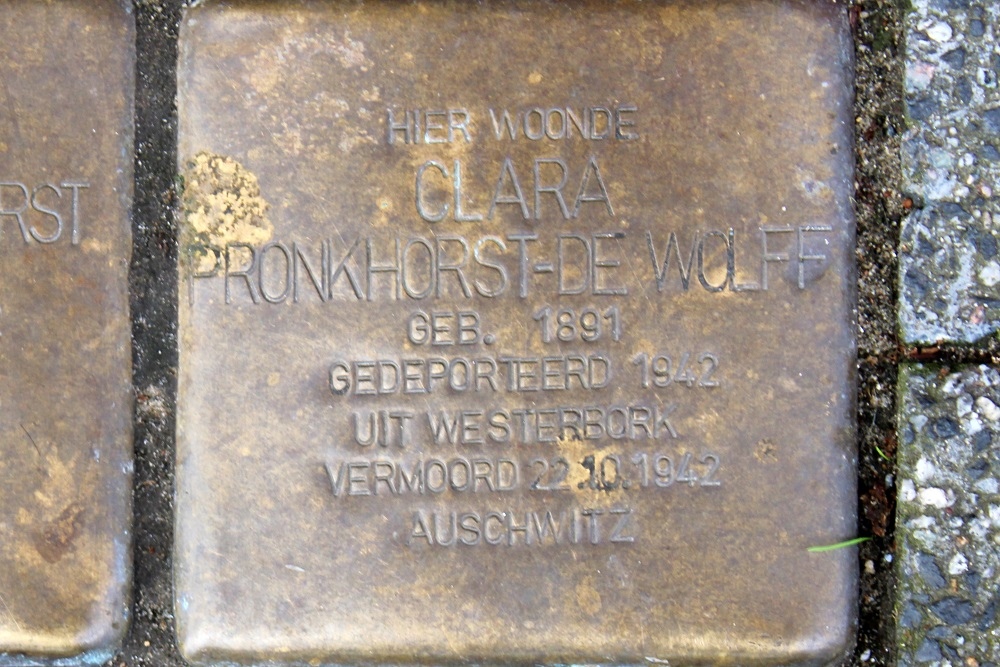 RST
HIER WOONDE
CLARA
PRONKHORST-DE WOLFF
GEB. 1891
GEDEPORTEERD 1942
UIT WESTERBORK
VERMOORD 22.10.1942
AUSCHWITZ